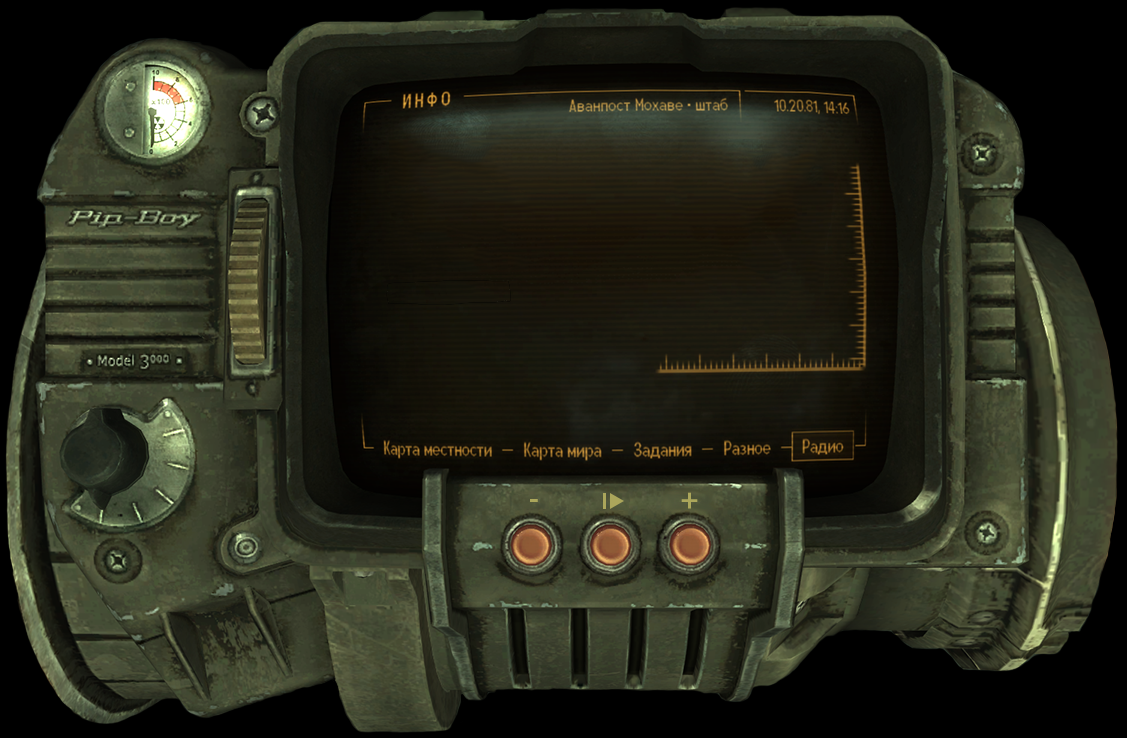 ИНФО
Аванпост Мохаве · штаб
10.20.81, 14:16
Pip-Boy
• Model 3000 •
Карта местности — Карта мира — Задания — Разное — Радио
- I▶ +